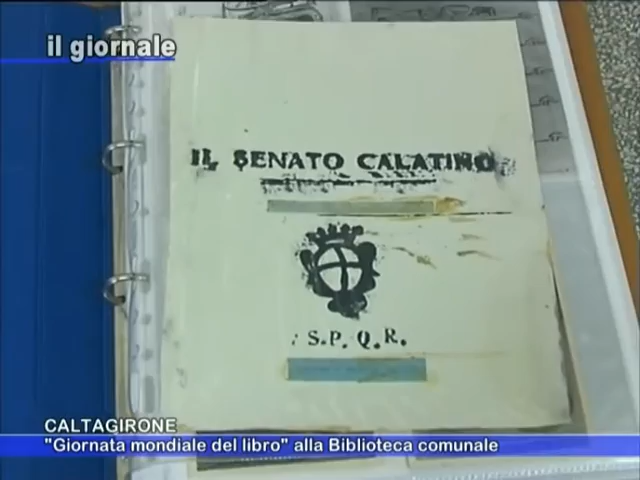 il giornale
IL SENATO CALATINO
S.P.Q.R.
CALTAGIRONE
"Giornata mondiale del libro" alla Biblioteca comunale